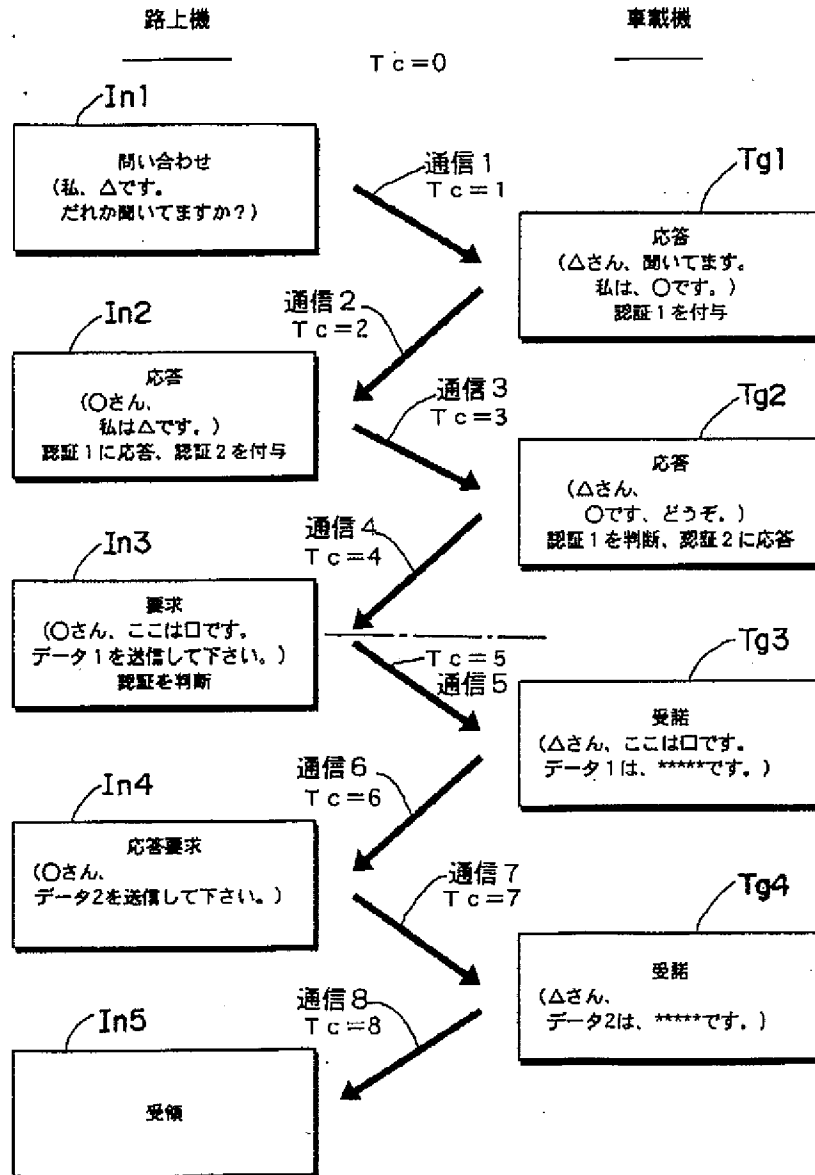 路上機
車載機
Tc=0
In1
問い合わせ
(私、△です。
だれか聞いてますか?)
通信1
Tc=1
Tg1
応答
(△さん、聞いてます。
私は、○です。)
認証1を付与
通信2
Tc=2
In2
応答
(○さん、
私は△です。)
認証1に応答、認証2を付与
通信3
Tc=3
Tg2
応答
(△さん、
○です、どうぞ。)
認証1を判断、認証2に応答
通信4
Tc=4
In3
要求
(○さん、ここは□です。
データ1を送信して下さい。)
認証を判断
Tc=5
通信5
Tg3
受諾
(△さん、ここは□です。
データ1は、*****です。)
通信6
Tc=6
In4
応答要求
(○さん、
データ2を送信して下さい。)
通信7
Tc=7
Tg4
受諾
(△さん、
データ2は、*****です。)
通信8
Tc=8
In5
受領